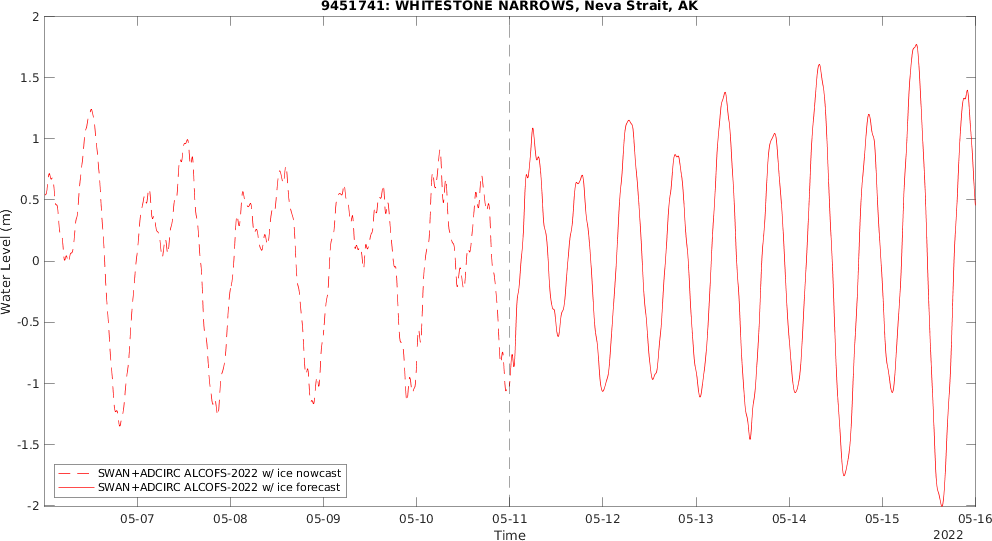 9451741: WHITESTONE NARROWS, Neva Strait, AK
Water Level (m)
2
1.5
1
0.5
0
-0.5
-1
-1.5
-2
SWAN+ADCIRC ALCOFS-2022 w/ ice nowcast
SWAN+ADCIRC ALCOFS-2022 w/ ice forecast
05-07 05-08 05-09 05-10 05-11 05-12 05-13 05-14 05-15 05-16
Time
2022